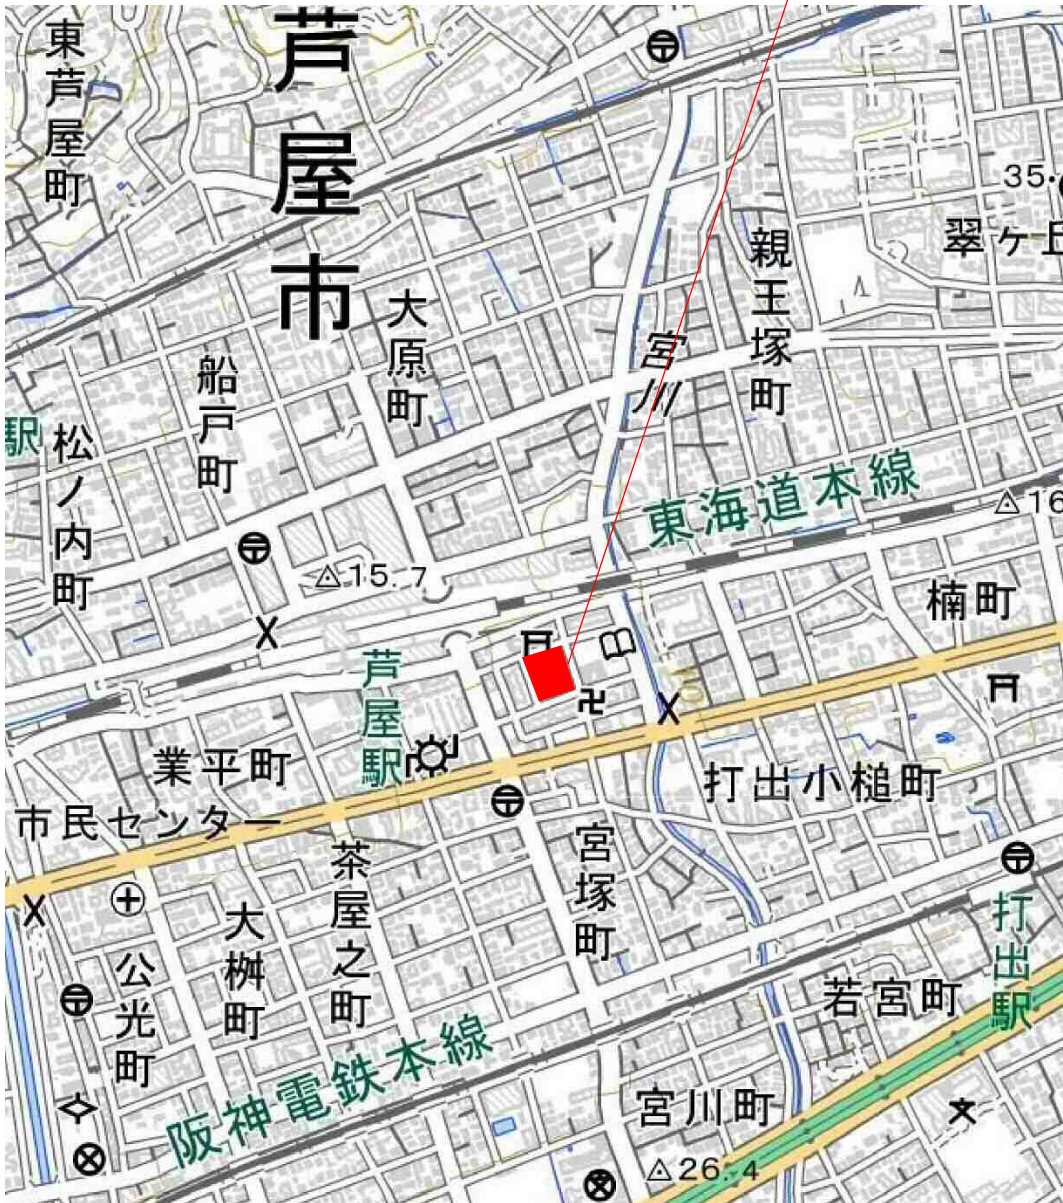 東芦屋町
芦屋市
35.
翠ヶ丘
親王塚町
大原町
宮川
船戸町
駅
松ノ内町
東海道本線
16
15.7
楠町
芦屋駅
業平町
打出小槌町
市民センター
宮塚町
茶屋之町
大桝町
打出駅
公光町
若宮町
阪神電鉄本線
宮川町
26.4